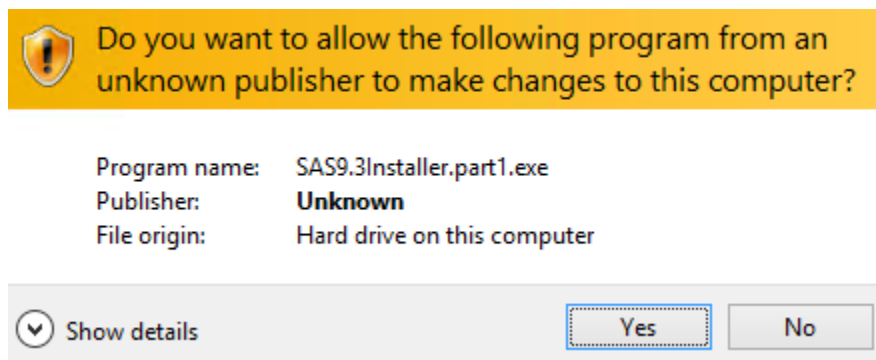 Do you want to allow the following program from an
unknown publisher to make changes to this computer?
Program name: SAS9.3Installer.part1.exe
Publisher: Unknown
File origin: Hard drive on this computer
Show details Yes No